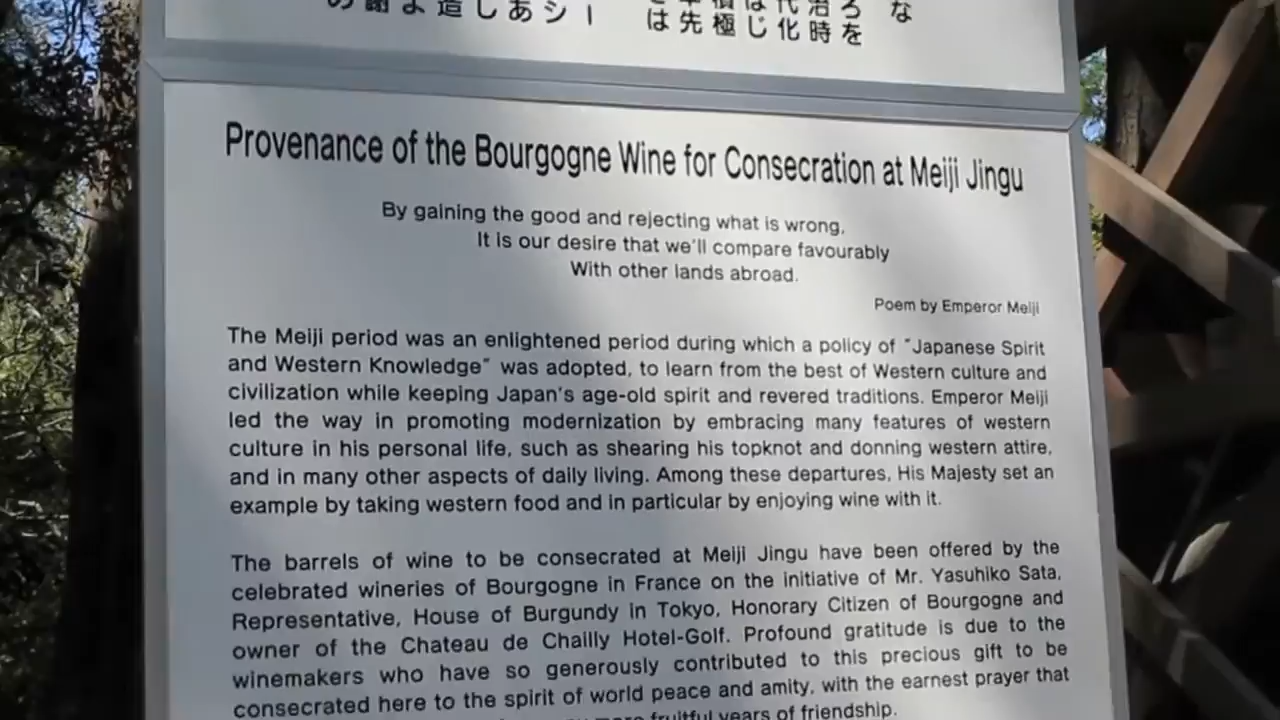 Provenance of the Bourgogne Wine for Consecration at Meiji Jingu
By gaining the good and rejecting what is wrong,
It is our desire that we'll compare favourably
With other lands abroad.
Poem by Emperor Meiji
The Meiji period was an enlightened period during which a policy of "Japanese Spirit
and Western Knowledge" was adopted, to learn from the best of Western culture and
civilization while keeping Japan's age-old spirit and revered traditions. Emperor Meiji
led the way in promoting modernization by embracing many features of western
culture in his personal life, such as shearing his topknot and donning western attire,
and in many other aspects of daily living. Among these departures, His Majesty set an
example by taking western food and in particular by enjoying wine with it.
The barrels of wine to be consecrated at Meiji Jingu have been offered by the
celebrated wineries of Bourgogne in France on the initiative of Mr. Yasuhiko Sata,
Representative, House of Burgundy in Tokyo, Honorary Citizen of Bourgogne and
owner of the Chateau de Chailly Hotel-Golf. Profound gratitude is due to the
winemakers who have so generously contributed to this precious gift to be
consecrated here to the spirit of world peace and amity, with the earnest prayer that
fruitful years of friendship.